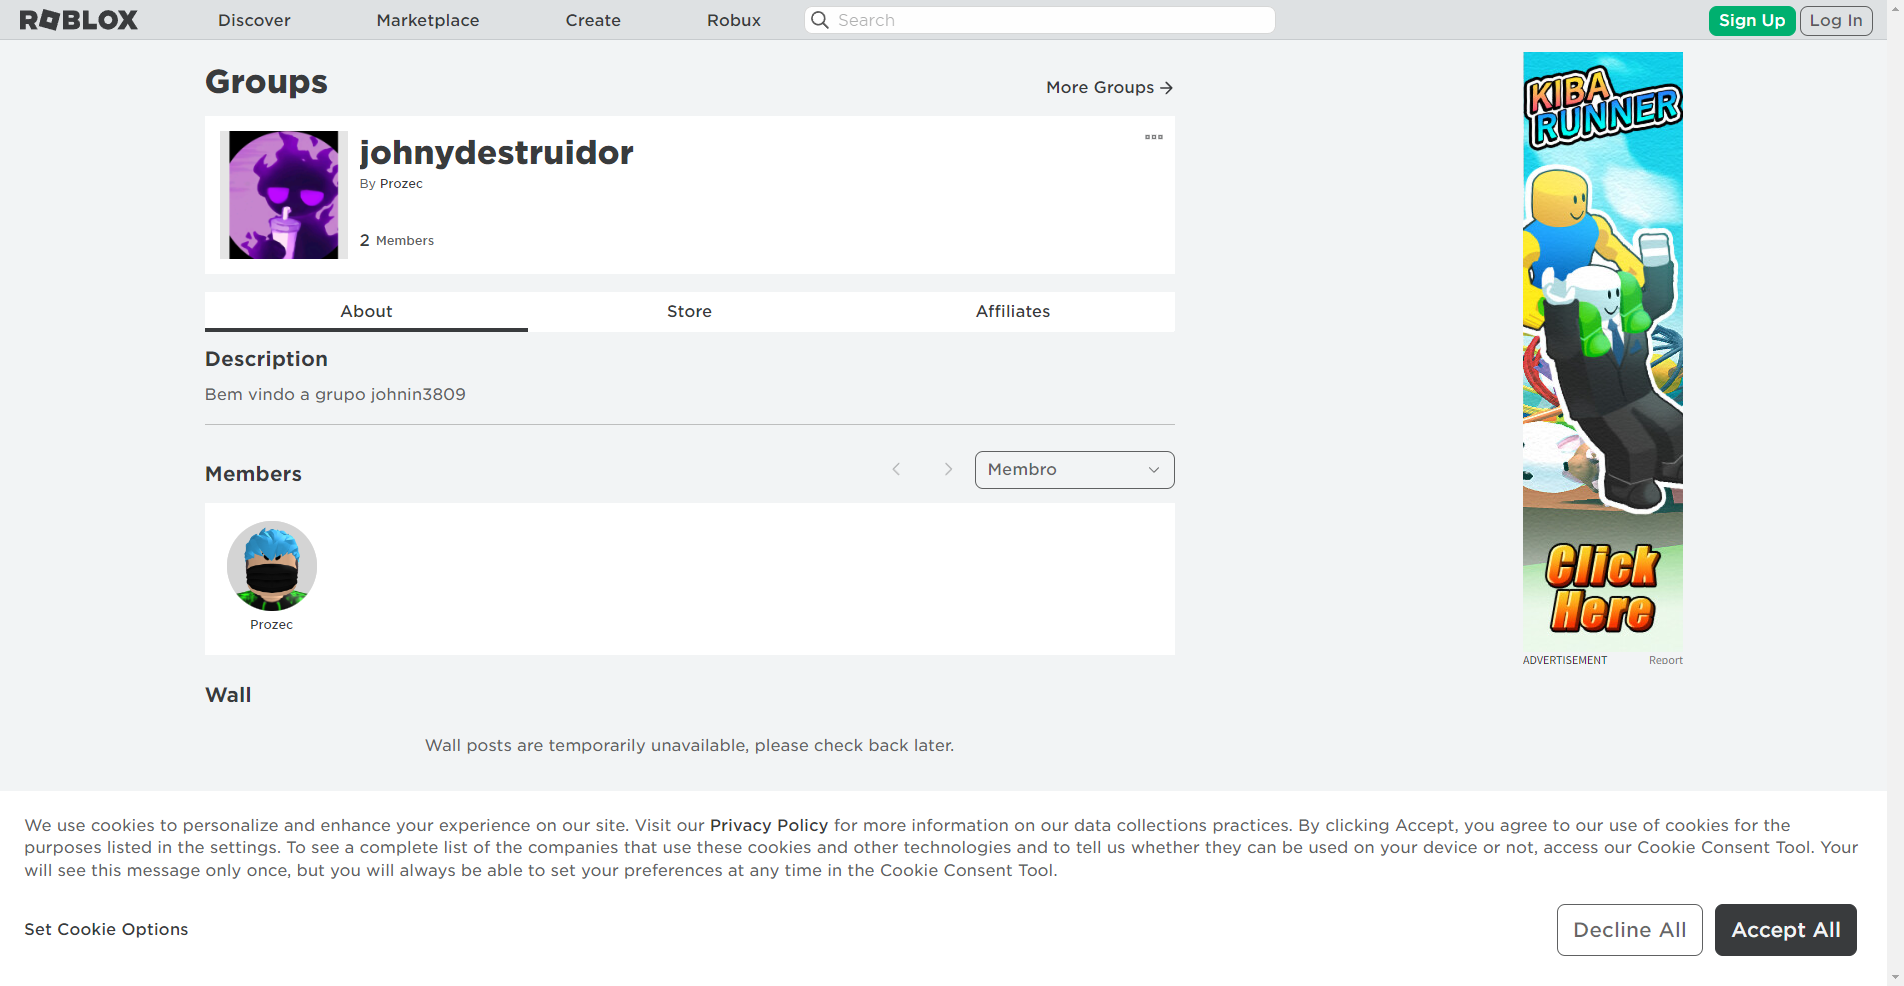 ROBLOX
Discover
Marketplace
Create
Robux
Search
Sign Up
Log In
Groups
More Groups
johnydestruidor
By Prozec
2 Members
About
Store
Affiliates
Description
Bem vindo a grupo johnin3809
Members
Membro
Prozec
Wall
Wall posts are temporarily unavailable, please check back later.
KIBA
RUNNER
Click
Here
ADVERTISEMENT
Report
We use cookies to personalize and enhance your experience on our site. Visit our Privacy Policy for more information on our data collections practices. By clicking Accept, you agree to our use of cookies for the
purposes listed in the settings. To see a complete list of the companies that use these cookies and other technologies and to tell us whether they can be used on your device or not, access our Cookie Consent Tool. Your
will see this message only once, but you will always be able to set your preferences at any time in the Cookie Consent Tool.
Set Cookie Options
Decline All
Accept All